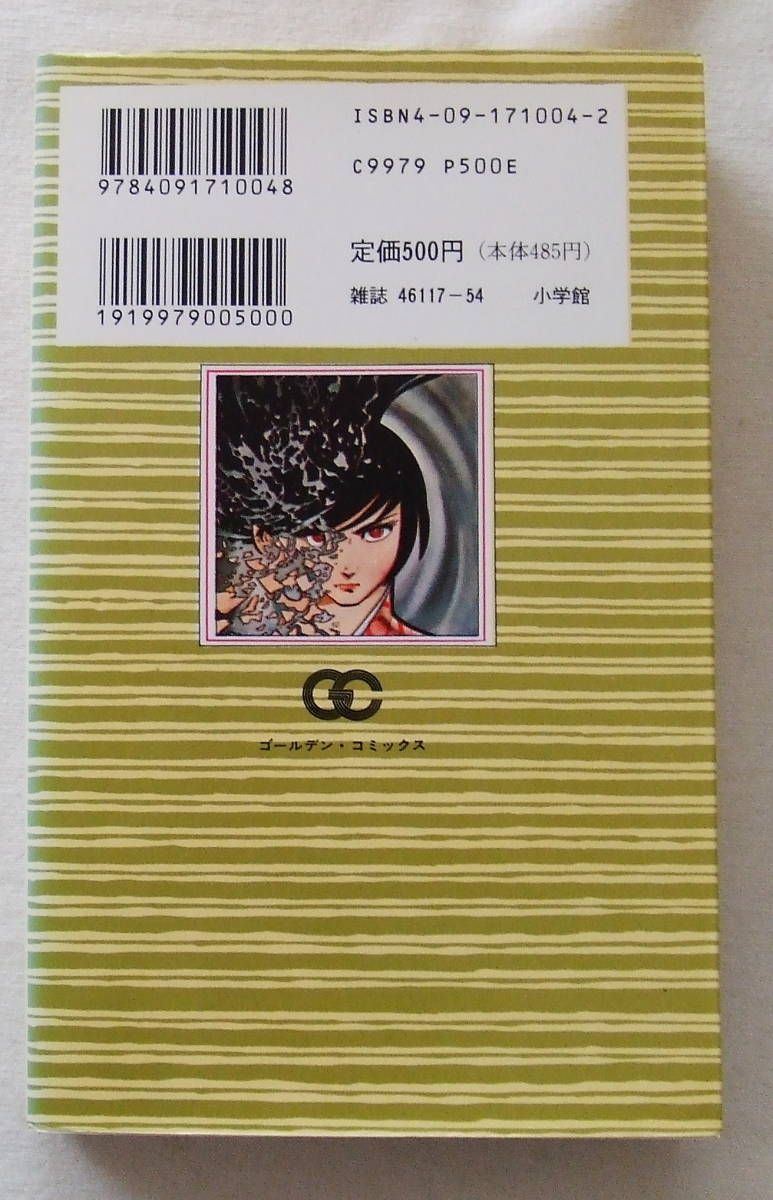 ISBN4-09-171004-2
9784091710048
C9979 P500E
定価500円（本体485円）
1919979005000
雑誌 46117-54 小学館
GC
ゴールデン・コミックス